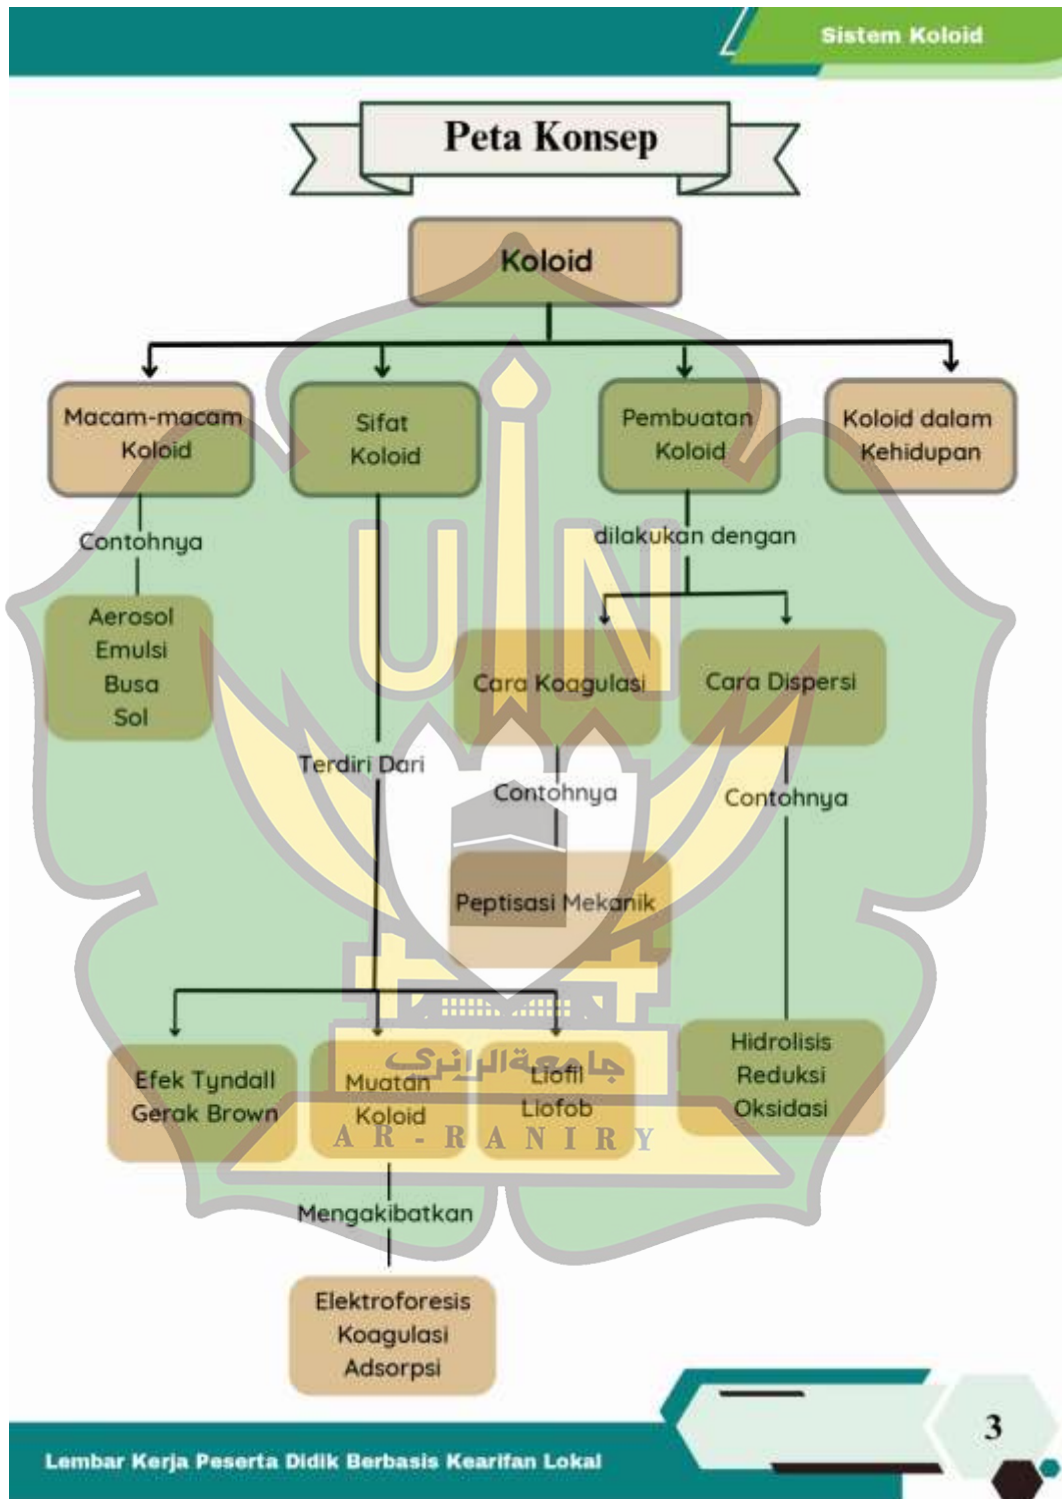 Sistem Koloid
Peta Konsep
Koloid
Macam-macam
Koloid
Sifat
Koloid
Pembuatan
Koloid
Koloid dalam
Kehidupan
Contohnya
dilakukan dengan
Aerosol
Emulsi
Busa
Sol
UIN
Cara Koagulasi
Cara Dispersi
Terdiri Dari
Contohnya
Contohnya
Peptisasi Mekanik
Efek Tyndall
Gerak Brown
Muatan
Koloid
Liofil
Liofob
Hidrolisis
Reduksi
Oksidasi
جامعة الرانري
AR-RANIRY
Mengakibatkan
Elektroforesis
Koagulasi
Adsorpsi
3
Lembar Kerja Peserta Didik Berbasis Kearifan Lokal